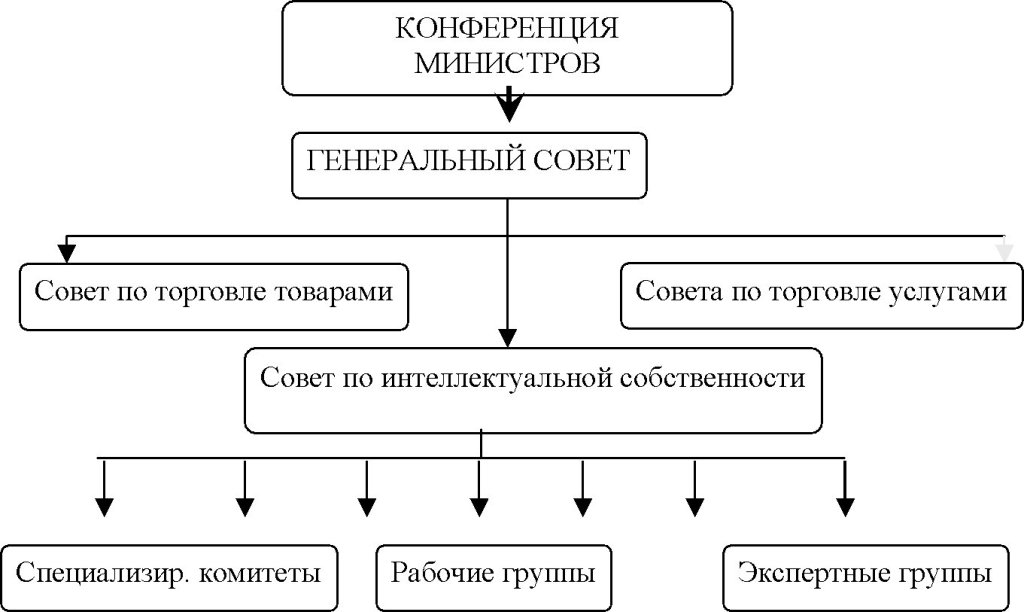 КОНФЕРЕНЦИЯ
МИНИСТРОВ
ГЕНЕРАЛЬНЫЙ СОВЕТ
Совет по торговле товарами
Совета по торговле услугами
Совет по интеллектуальной собственности
Специализир. комитеты
Рабочие группы
Экспертные группы